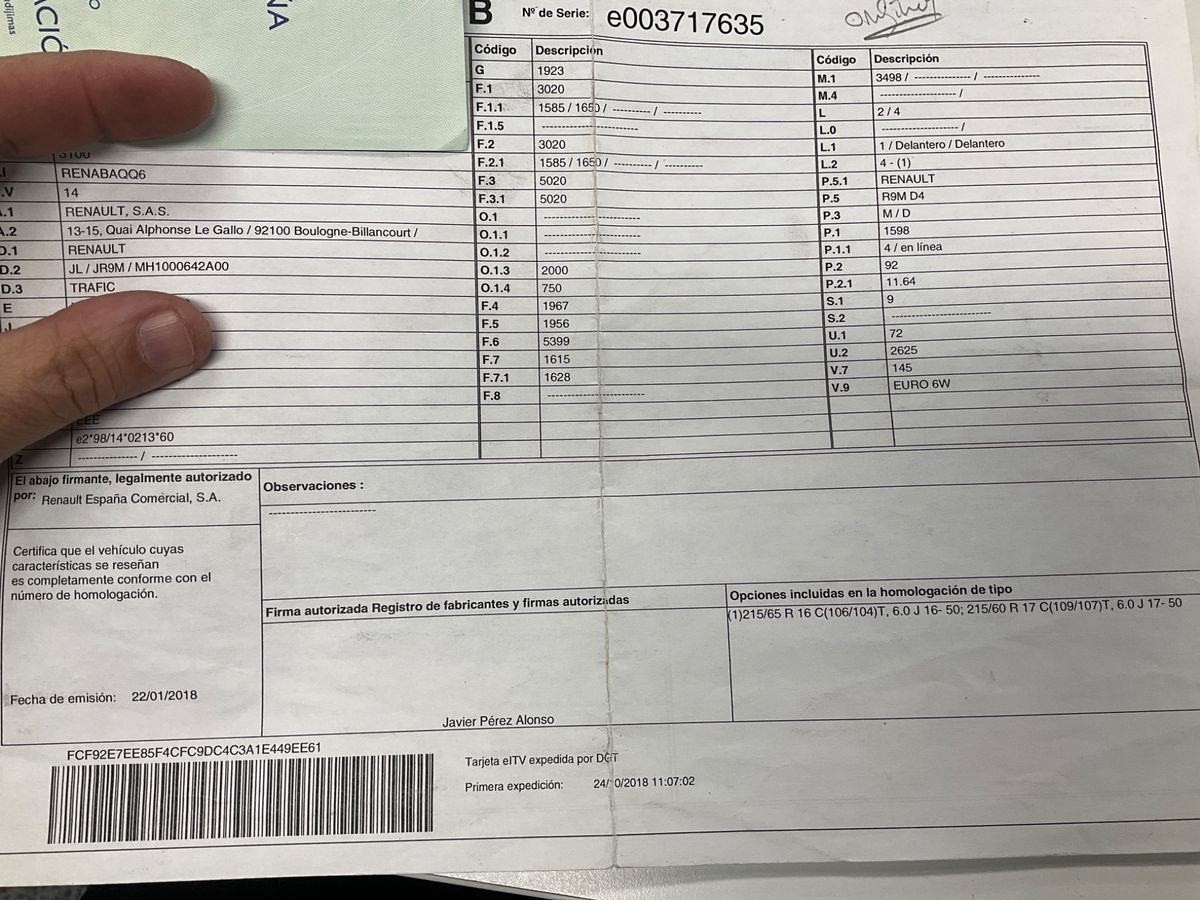 B Nº de Serie: e003717635
Código Descripción
G 1923
F.1 3020
F.1.1 1585 / 1650 / ---------- / ----------
F.1.5 --------------------------
F.2 3020
F.2.1 1585 / 1650 / ---------- / ----------
F.3 5020
F.3.1 5020
O.1 --------------------------
O.1.1 --------------------------
O.1.2 --------------------------
O.1.3 2000
O.1.4 750
F.4 1967
F.5 1956
F.6 5399
F.7 1615
F.7.1 1628
F.8 --------------------------
Código Descripción
M.1 3498 / --------------- / ---------------
M.4 -------------------- /
L 2 / 4
L.0 -------------------- /
L.1 1 / Delantero / Delantero
L.2 4 - (1)
P.5.1 RENAULT
P.5 R9M D4
P.3 M / D
P.1 1598
P.1.1 4 / en línea
P.2 92
P.2.1 11.64
S.1 9
S.2 --------------------------
U.1 72
U.2 2625
V.7 145
V.9 EURO 6W
3100
RENABAQQ6
.V 14
A.1 RENAULT, S.A.S.
A.2 13-15, Quai Alphonse Le Gallo / 92100 Boulogne-Billancourt /
D.1 RENAULT
D.2 JL / JR9M / MH1000642A00
D.3 TRAFIC
E
J
EEE
e2*98/14*0213*60
Z --------------- / ----------------------
El abajo firmante, legalmente autorizado
por: Renault España Comercial, S.A.
Certifica que el vehículo cuyas
características se reseñan
es completamente conforme con el
número de homologación.
Fecha de emisión: 22/01/2018
Observaciones :
--------------------------
Firma autorizada Registro de fabricantes y firmas autorizadas
Javier Pérez Alonso
Opciones incluidas en la homologación de tipo
(1)215/65 R 16 C(106/104)T, 6.0 J 16- 50; 215/60 R 17 C(109/107)T, 6.0 J 17- 50
FCF92E7EE85F4CFC9DC4C3A1E449EE61
Tarjeta eITV expedida por DGT
Primera expedición: 24/10/2018 11:07:02